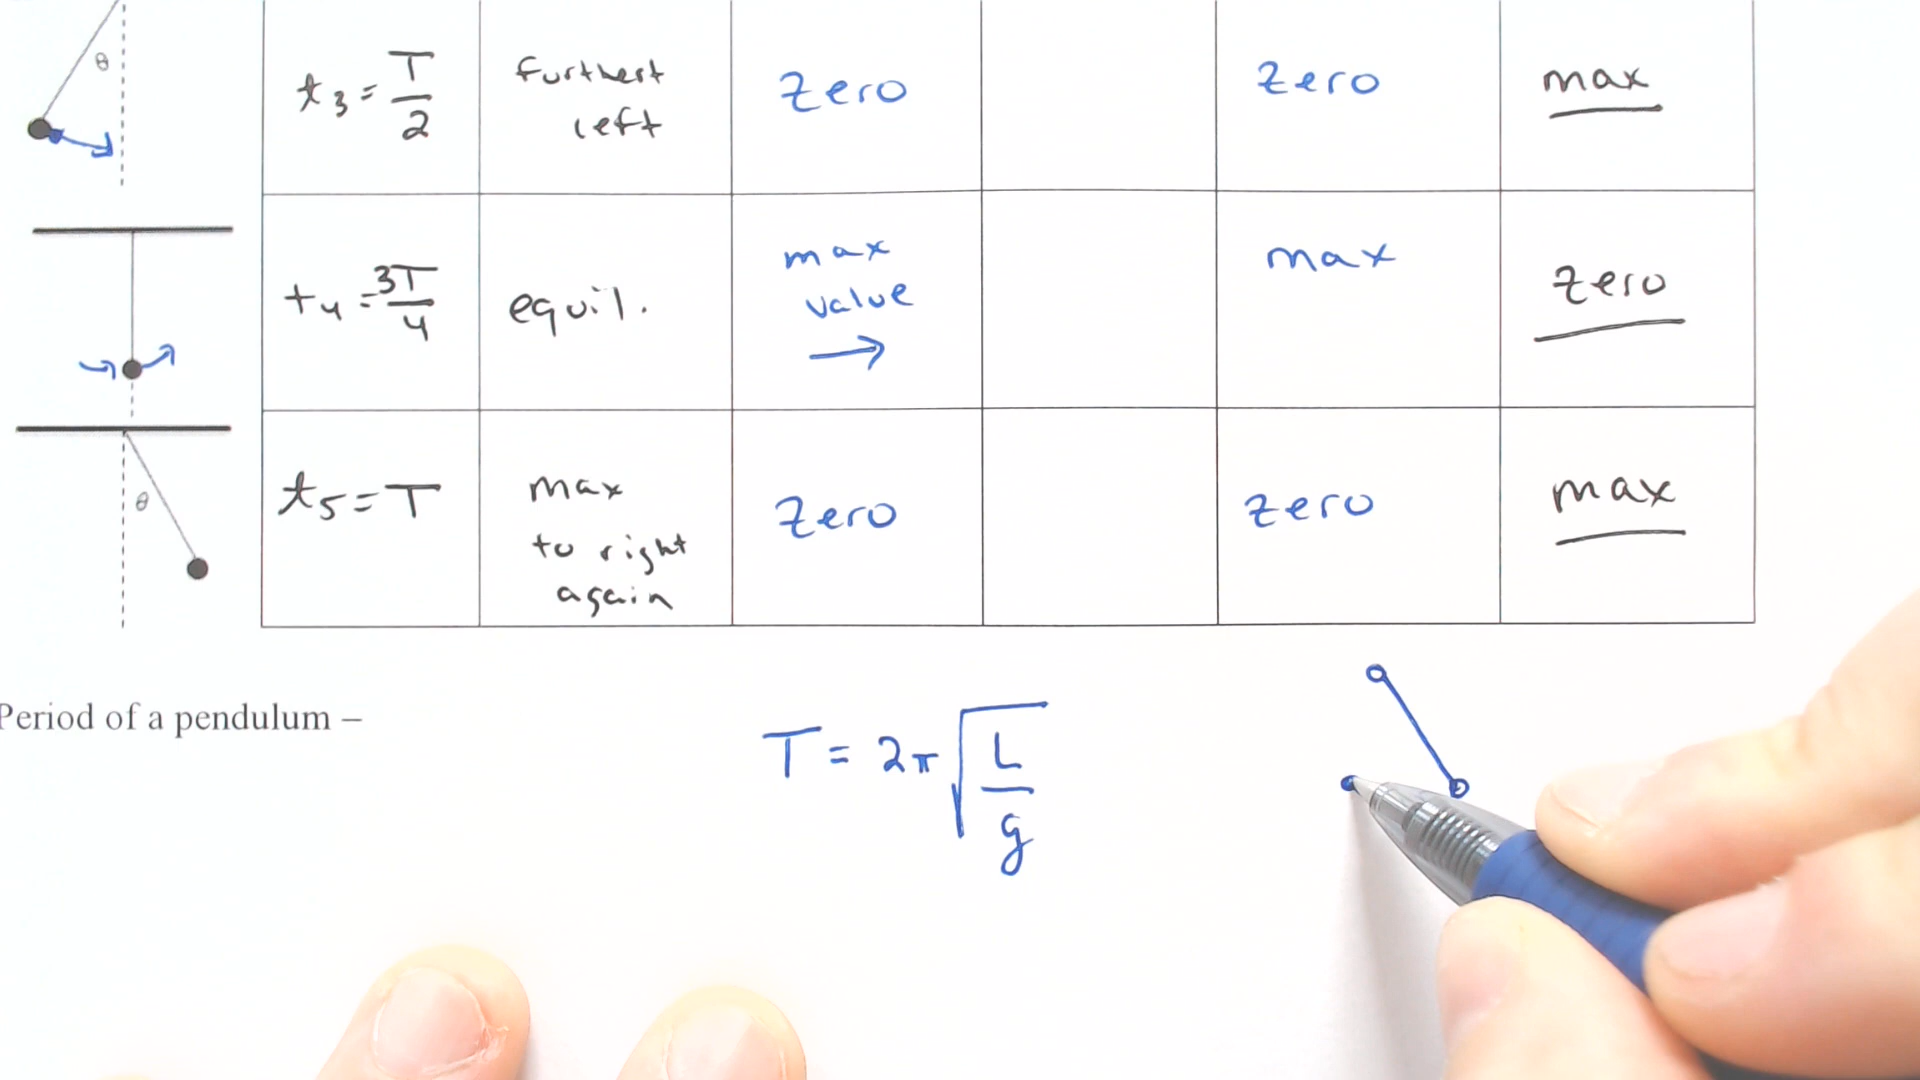 θ
t₃ = T/2
furthest
left
zero
zero
max
t₄ = 3T/4
equil.
max
value
→
max
zero
θ
t₅ = T
max
to right
again
zero
zero
max
Period of a pendulum –
T = 2π√(L/g)